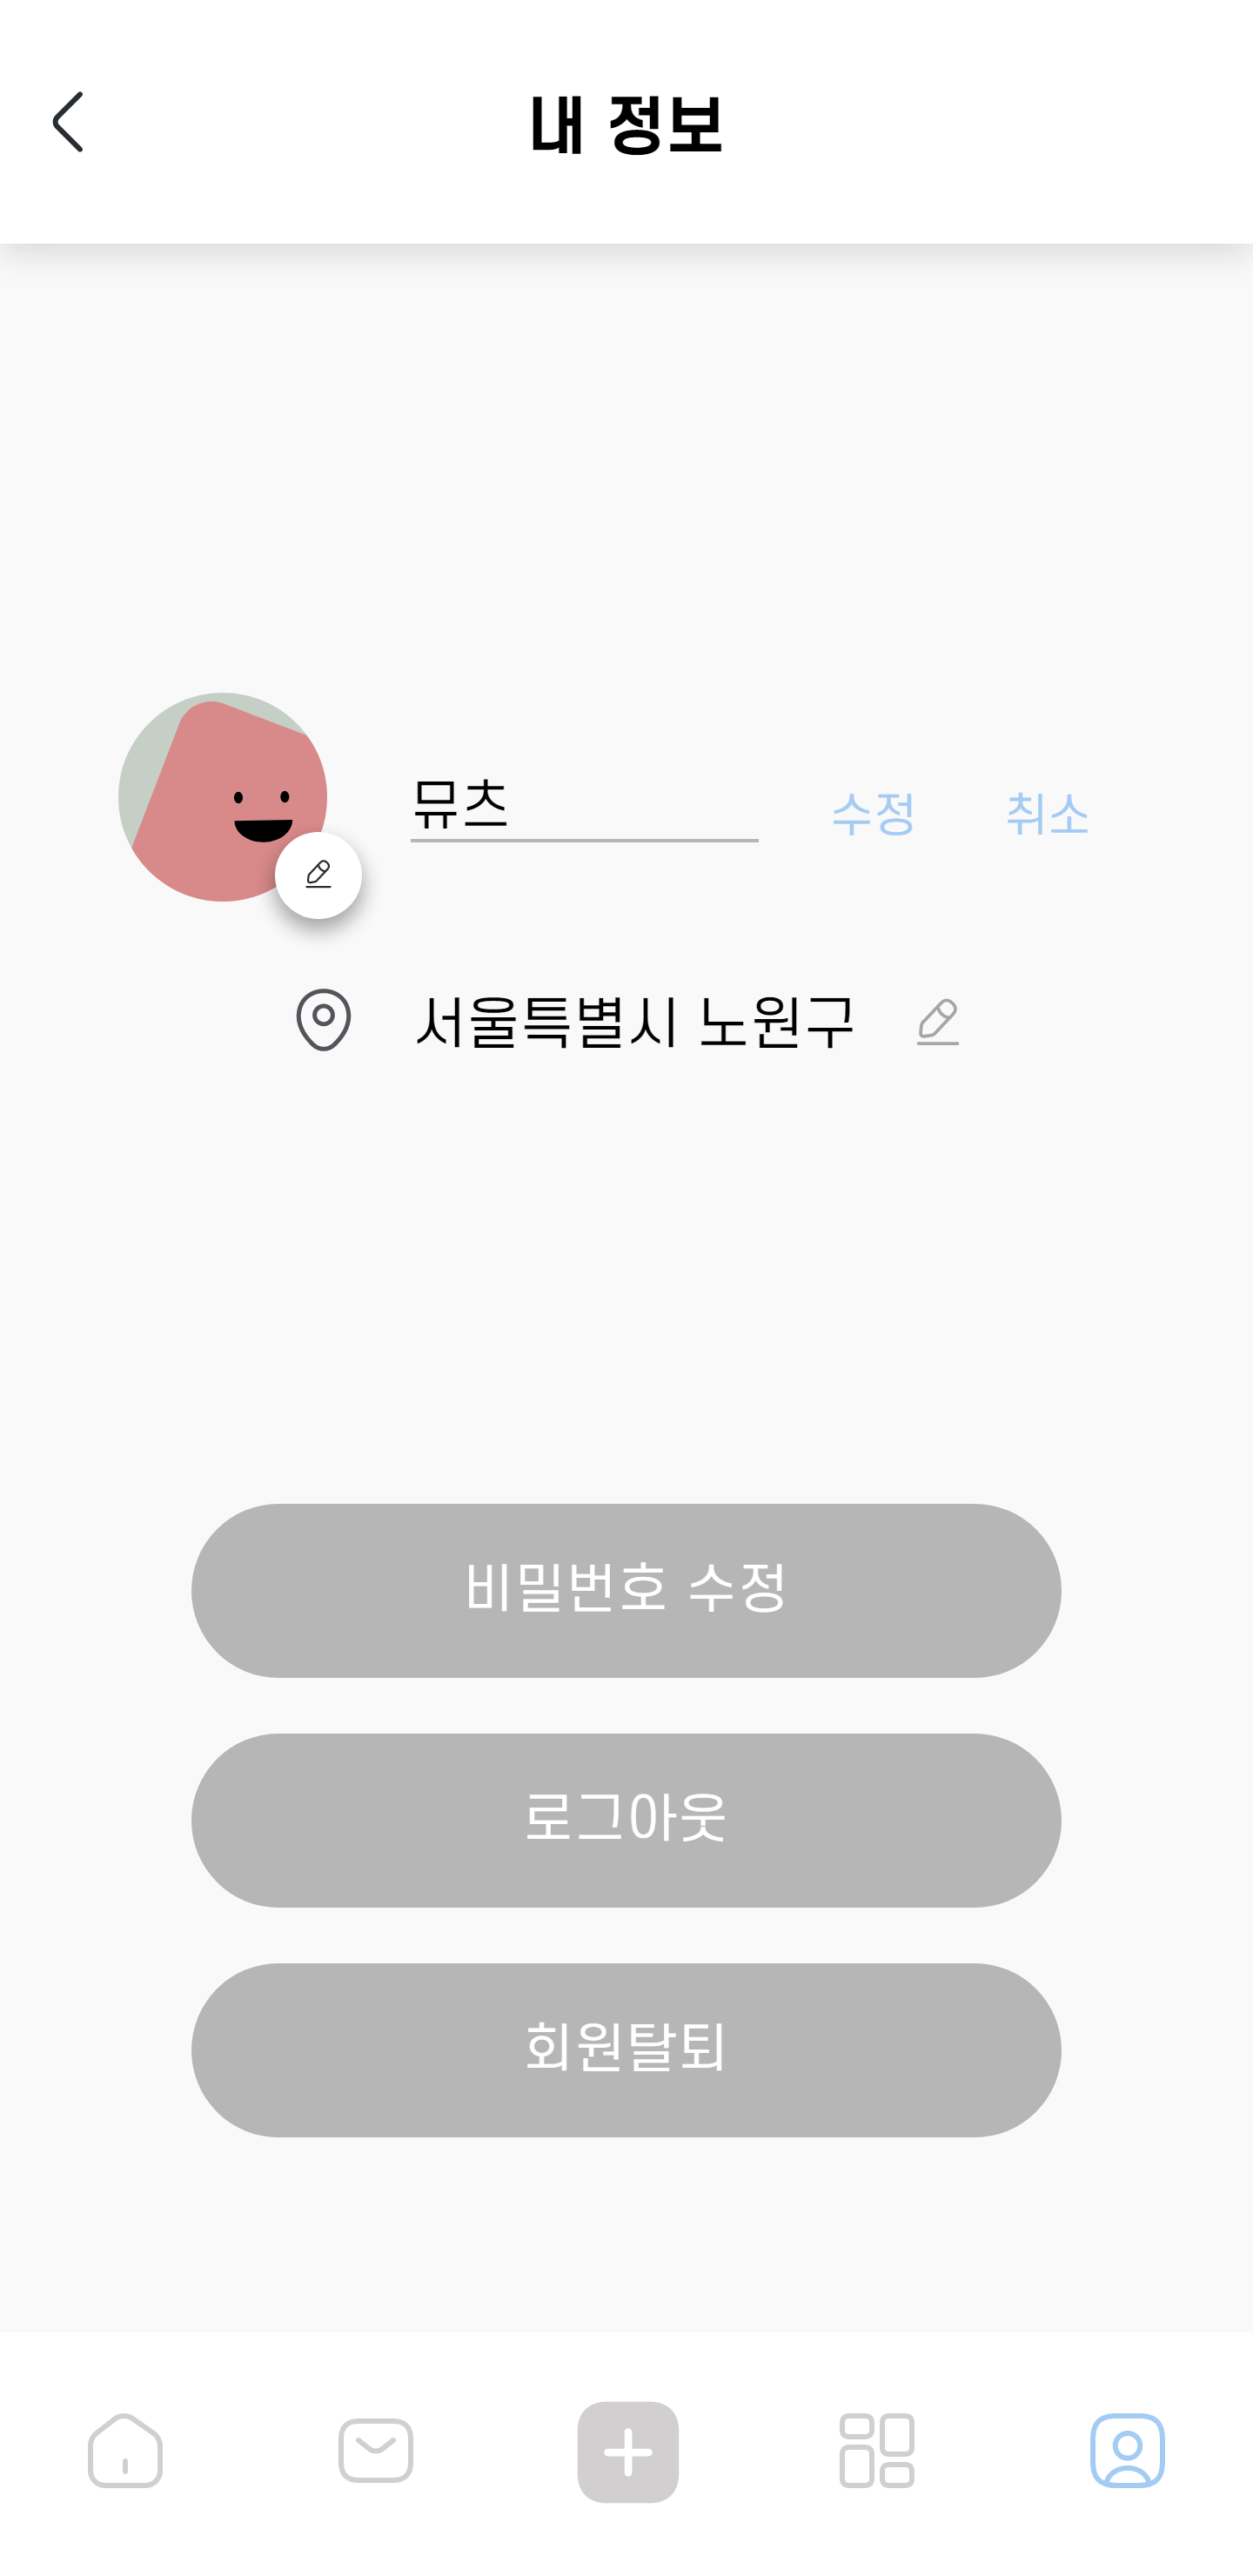 내 정보
뮤츠 수정 취소
서울특별시 노원구
비밀번호 수정
로그아웃
회원탈퇴